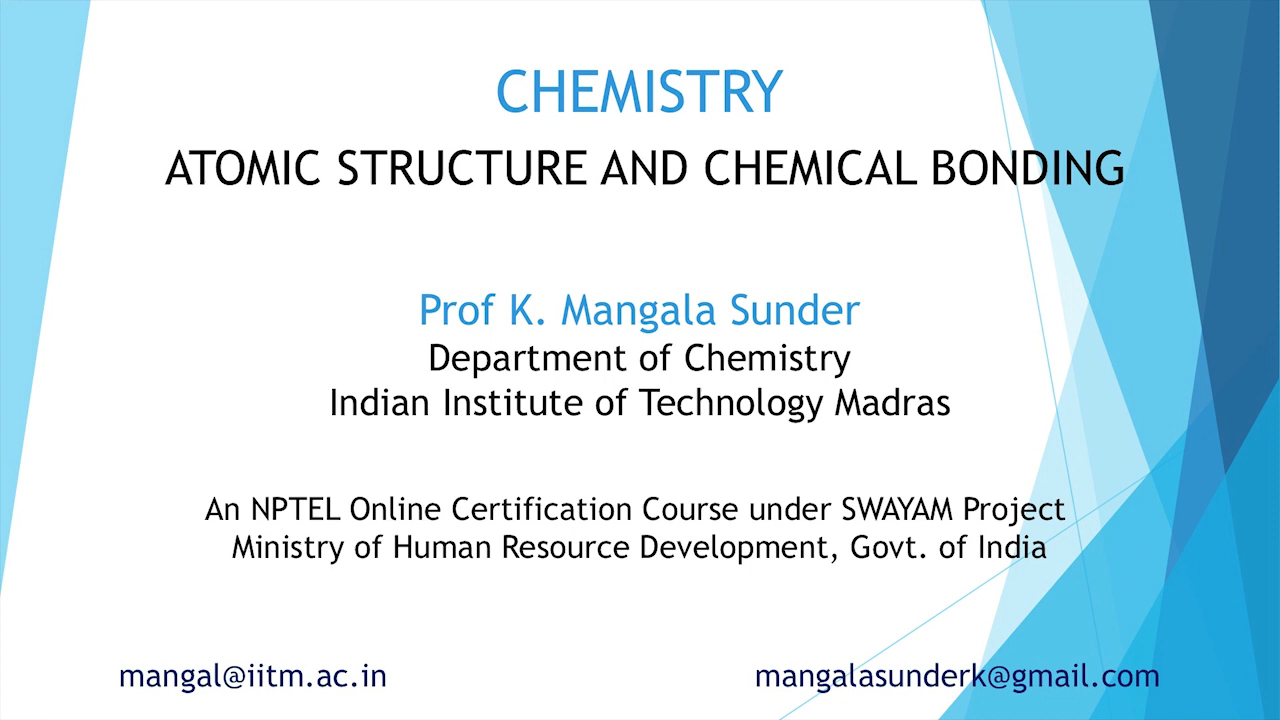 CHEMISTRY
ATOMIC STRUCTURE AND CHEMICAL BONDING
Prof K. Mangala Sunder
Department of Chemistry
Indian Institute of Technology Madras
An NPTEL Online Certification Course under SWAYAM Project
Ministry of Human Resource Development, Govt. of India
mangal@iitm.ac.in
mangalasunderk@gmail.com